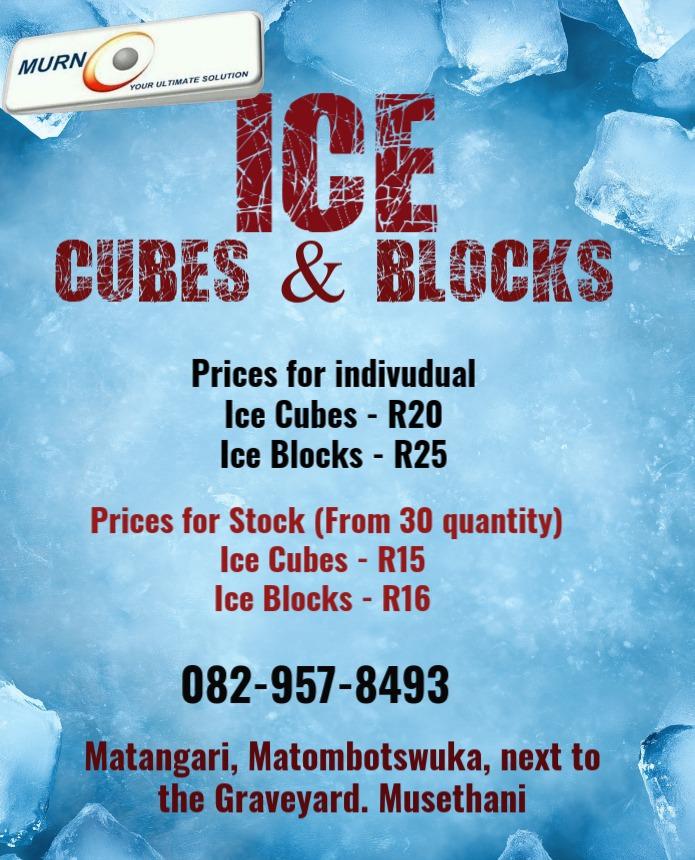 MURN
YOUR ULTIMATE SOLUTION
ICE
CUBES & BLOCKS
Prices for indivudual
Ice Cubes - R20
Ice Blocks - R25
Prices for Stock (From 30 quantity)
Ice Cubes - R15
Ice Blocks - R16
082-957-8493
Matangari, Matombotswuka, next to
the Graveyard. Musethani